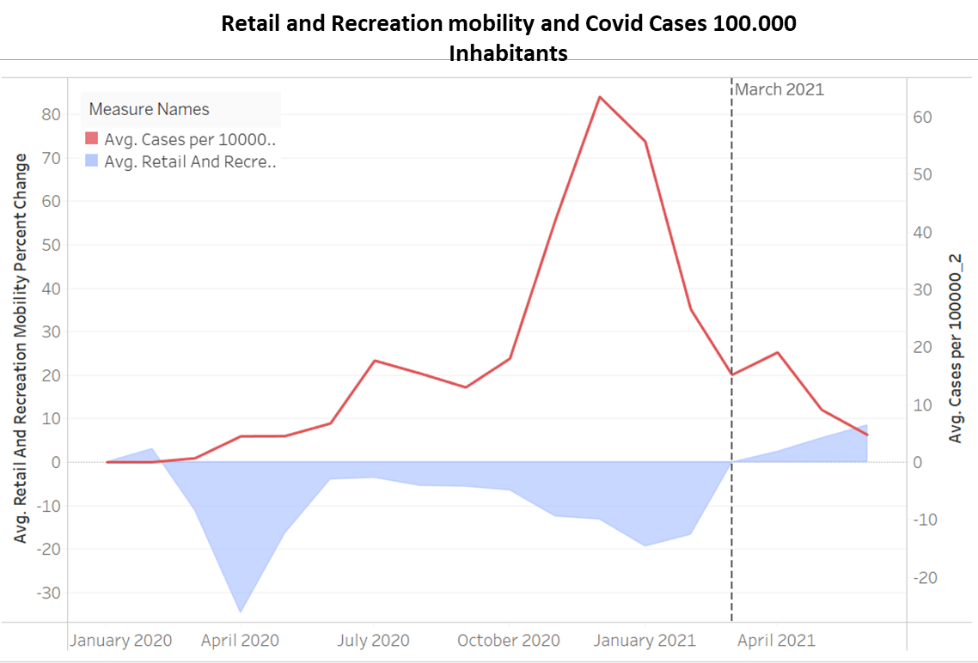 Retail and Recreation mobility and Covid Cases 100.000
Inhabitants
Measure Names
Avg. Cases per 10000..
Avg. Retail And Recre..
March 2021
Avg. Retail And Recreation Mobility Percent Change
80
70
60
50
40
30
20
10
0
-10
-20
-30
60
50
40
30
20
10
0
-10
-20
Avg. Cases per 100000_2
January 2020
April 2020
July 2020
October 2020
January 2021
April 2021